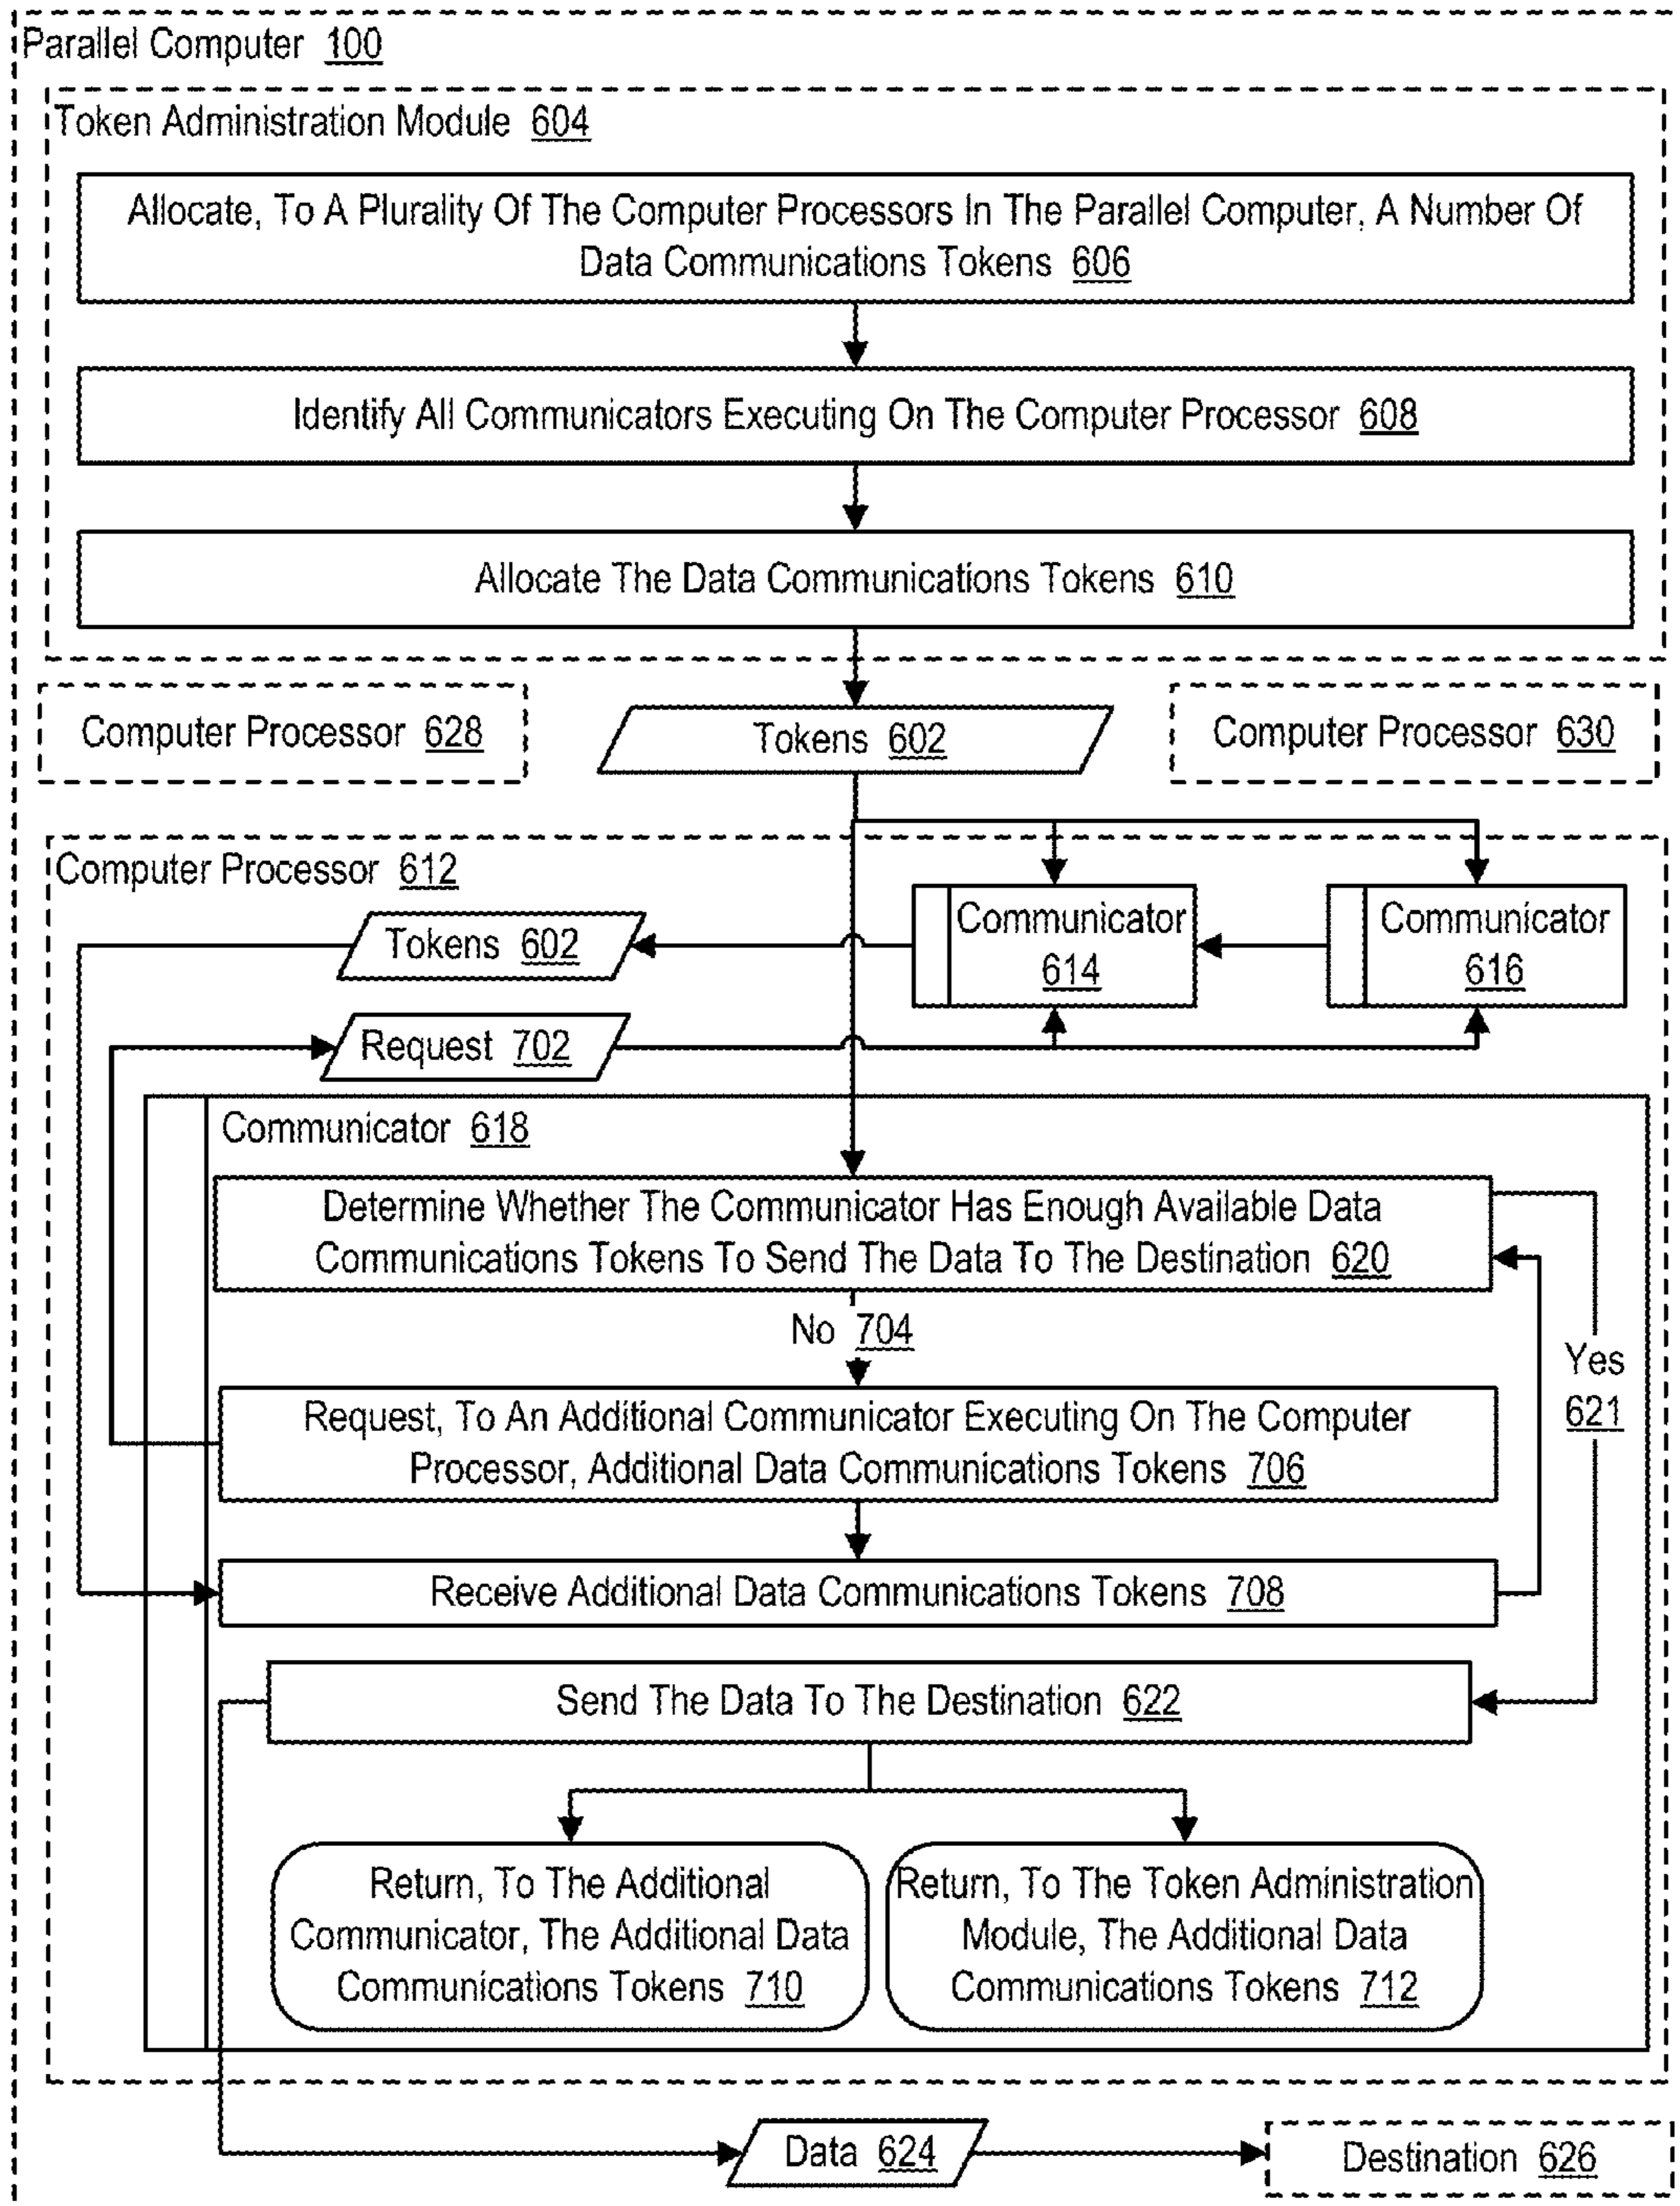 Parallel Computer 100
Token Administration Module 604
Allocate, To A Plurality Of The Computer Processors In The Parallel Computer, A Number Of
Data Communications Tokens 606
Identify All Communicators Executing On The Computer Processor 608
Allocate The Data Communications Tokens 610
Computer Processor 628
Tokens 602
Computer Processor 630
Computer Processor 612
Tokens 602
Communicator
614
Communicator
616
Request 702
Communicator 618
Determine Whether The Communicator Has Enough Available Data
Communications Tokens To Send The Data To The Destination 620
No 704
Yes
621
Request, To An Additional Communicator Executing On The Computer
Processor, Additional Data Communications Tokens 706
Receive Additional Data Communications Tokens 708
Send The Data To The Destination 622
Return, To The Additional
Communicator, The Additional Data
Communications Tokens 710
Return, To The Token Administration
Module, The Additional Data
Communications Tokens 712
Data 624
Destination 626